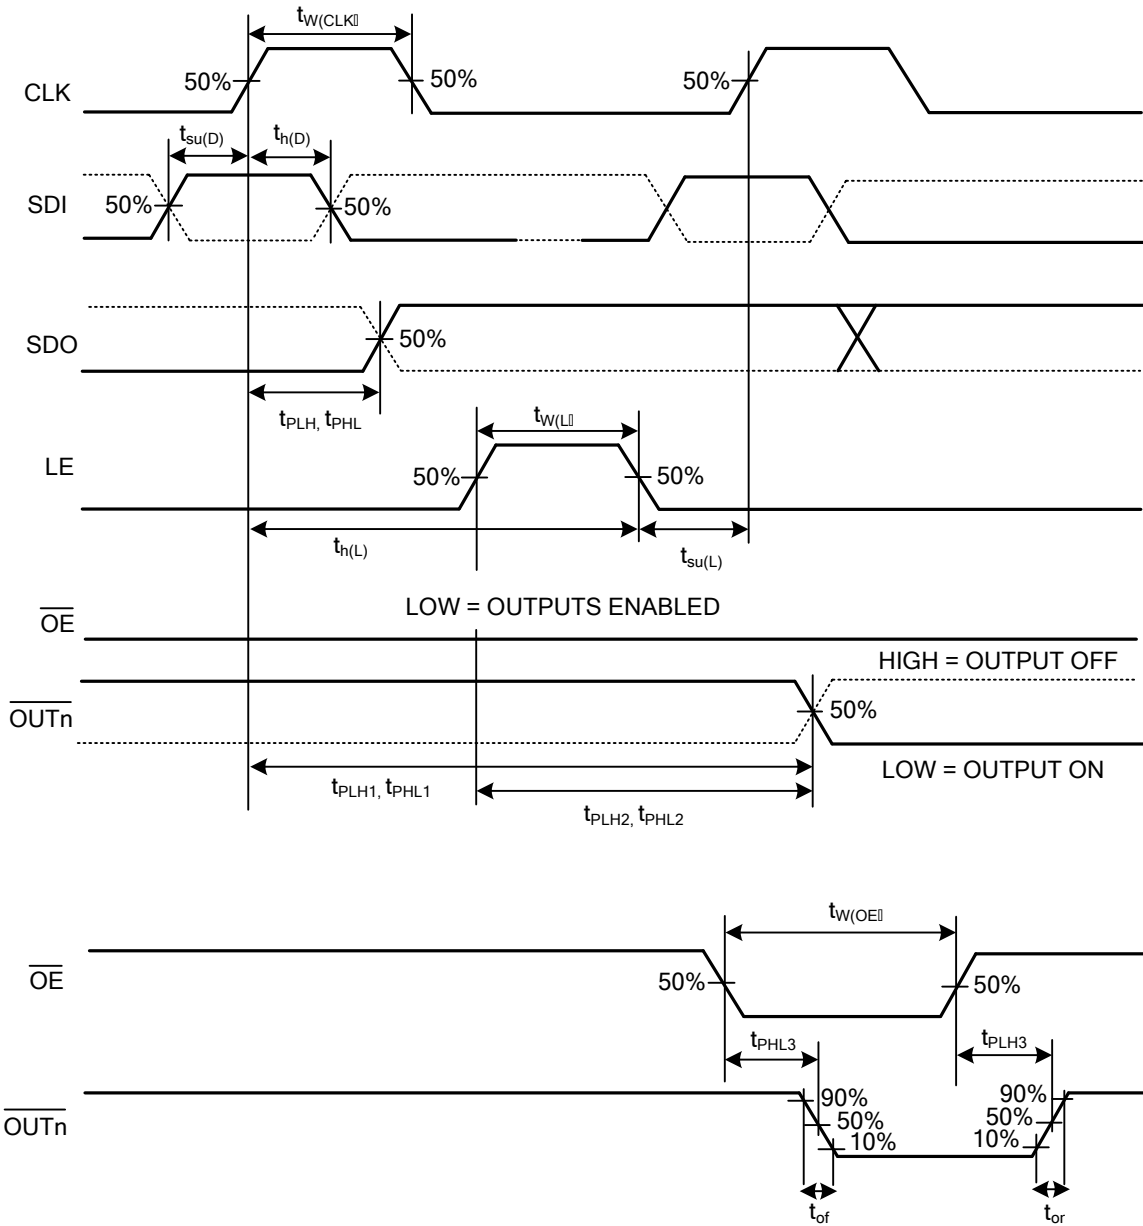 tW(CLK
50%
50%
50%
CLK
tsu(D)
th(D)
SDI
50%
50%
SDO
50%
tPLH, tPHL
tW(L
LE
50%
50%
th(L)
tsu(L)
LOW = OUTPUTS ENABLED
OE
HIGH = OUTPUT OFF
OUTn
50%
LOW = OUTPUT ON
tPLH1, tPHL1
tPLH2, tPHL2
tW(OE
OE
50%
50%
tPHL3
tPLH3
OUTn
90%
50%
10%
90%
50%
10%
tof
tor